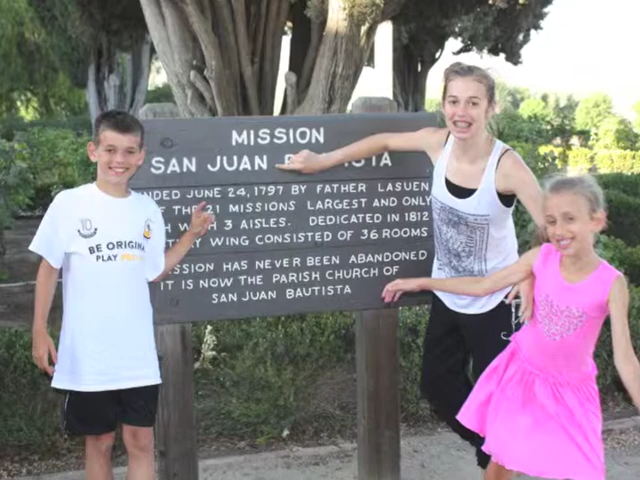 MISSION
SAN JUAN BAUTISTA
JUNE 24, 1797 BY FATHER LASUEN
THE 21 MISSIONS LARGEST AND ONLY
WITH 3 AISLES. DEDICATED IN 1812
WING CONSISTED OF 36 ROOMS
MISSION HAS NEVER BEEN ABANDONED
IT IS NOW THE PARISH CHURCH OF
SAN JUAN BAUTISTA
10
BE ORIGINAL
PLAY